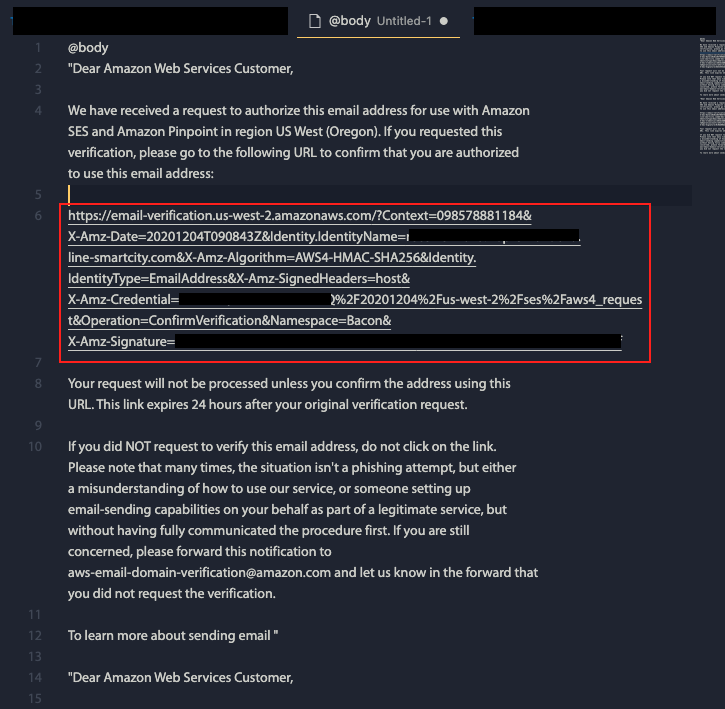 @body Untitled-1
1 @body
2 "Dear Amazon Web Services Customer,
3
4 We have received a request to authorize this email address for use with Amazon
SES and Amazon Pinpoint in region US West (Oregon). If you requested this
verification, please go to the following URL to confirm that you are authorized
to use this email address:
5
6 https://email-verification.us-west-2.amazonaws.com/?Context=098578881184&
X-Amz-Date=20201204T090843Z&Identity.IdentityName=
line-smartcity.com&X-Amz-Algorithm=AWS4-HMAC-SHA256&Identity.
IdentityType=EmailAddress&X-Amz-SignedHeaders=host&
X-Amz-Credential= Q%2F20201204%2Fus-west-2%2Fses%2Faws4_reques
t&Operation=ConfirmVerification&Namespace=Bacon&
X-Amz-Signature=
7
8 Your request will not be processed unless you confirm the address using this
URL. This link expires 24 hours after your original verification request.
9
10 If you did NOT request to verify this email address, do not click on the link.
Please note that many times, the situation isn't a phishing attempt, but either
a misunderstanding of how to use our service, or someone setting up
email-sending capabilities on your behalf as part of a legitimate service, but
without having fully communicated the procedure first. If you are still
concerned, please forward this notification to
aws-email-domain-verification@amazon.com and let us know in the forward that
you did not request the verification.
11
12 To learn more about sending email "
13
14 "Dear Amazon Web Services Customer,
15